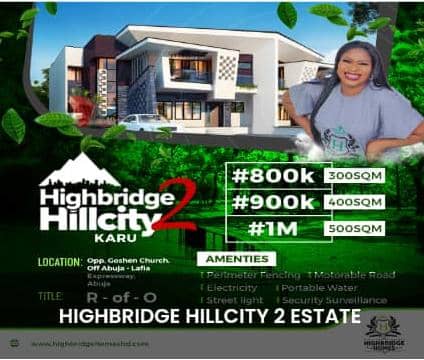 Highbridge
Hillcity 2
KARU
#800k 300SQM
#900k 400SQM
#1M 500SQM
LOCATION: Opp. Goshen Church.
Off Abuja - Lafia
Expressway,
Abuja
TITLE: R - of - O
AMENTIES
Perimeter Fencing Motorable Road
Electricity Portable Water
Street light Security Surveillance
HIGHBRIDGE HILLCITY 2 ESTATE
HIGHBRIDGE
HOMES